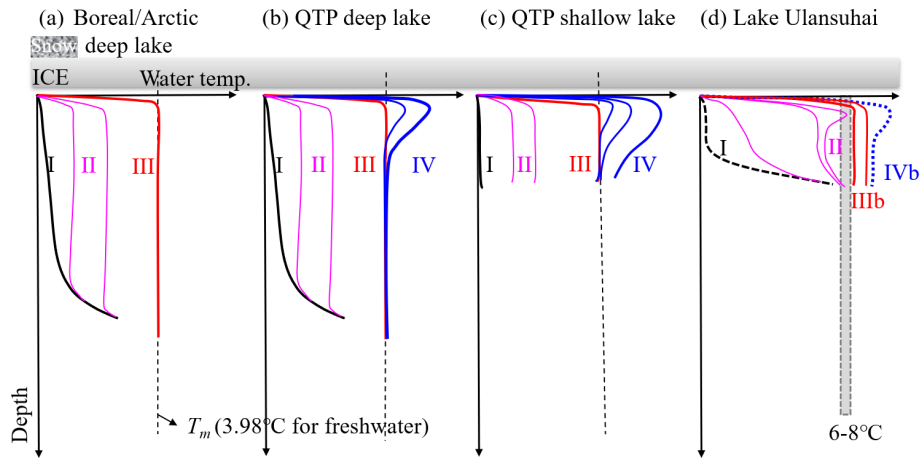 (a) Boreal/Arctic
deep lake
(b) QTP deep lake
(c) QTP shallow lake
(d) Lake Ulansuhai
Snow
ICE
Water temp.
I
II
III
I
II
III
IV
I
II
III
IV
I
II
IVb
IIIb
Depth
Tm (3.98°C for freshwater)
6-8°C